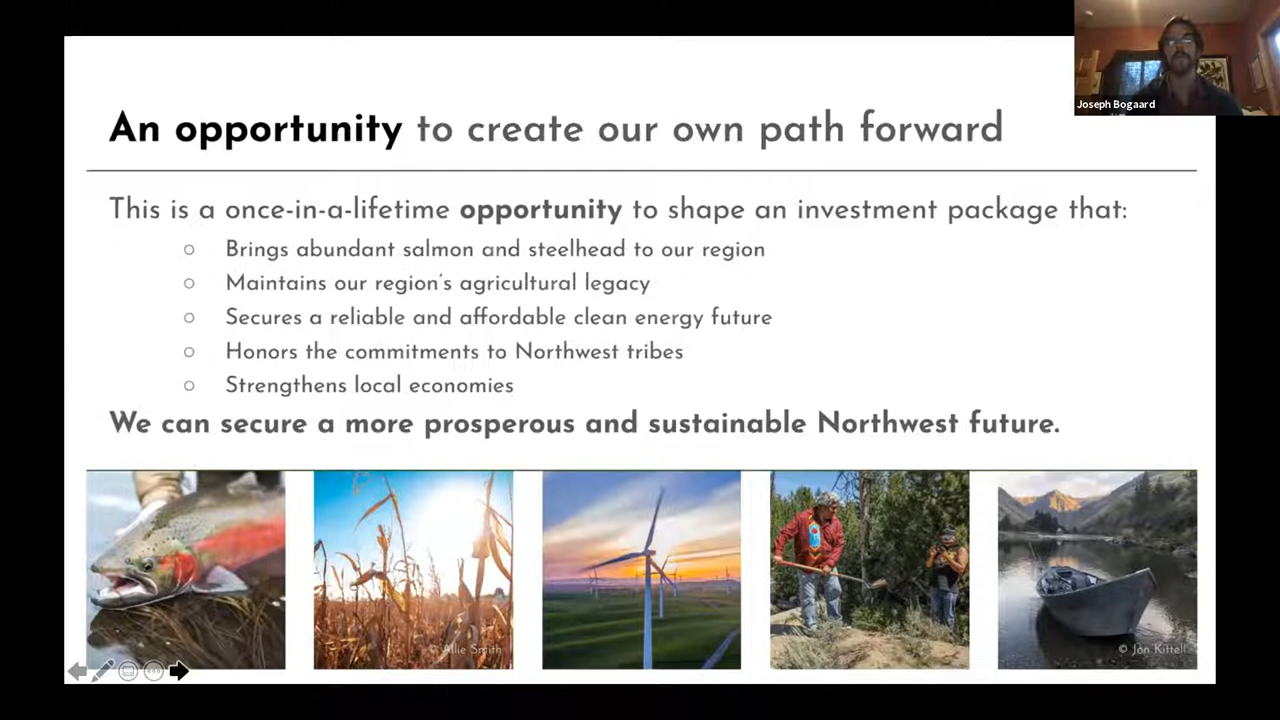 Joseph Bogaard
An opportunity to create our own path forward
This is a once-in-a-lifetime opportunity to shape an investment package that:
○ Brings abundant salmon and steelhead to our region
○ Maintains our region's agricultural legacy
○ Secures a reliable and affordable clean energy future
○ Honors the commitments to Northwest tribes
○ Strengthens local economies
We can secure a more prosperous and sustainable Northwest future.
© Allie Smith
© Jon Kittell